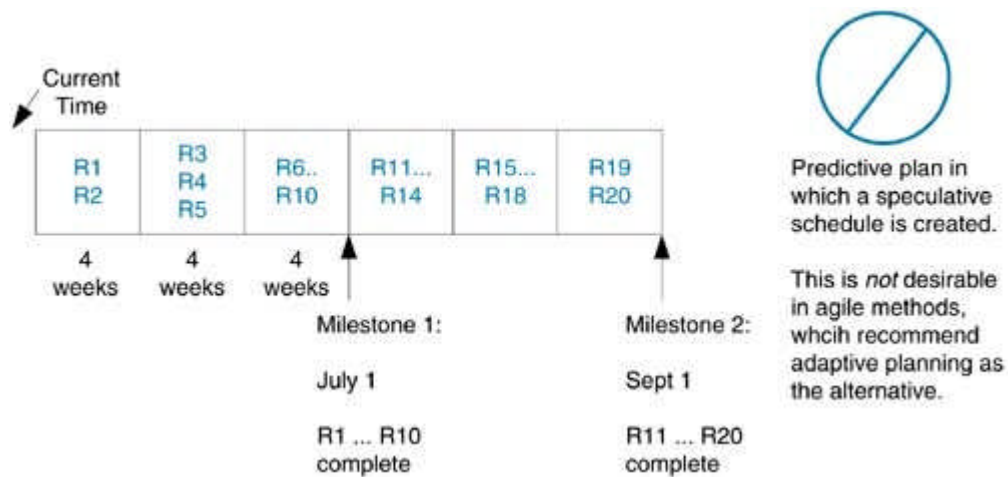 Current
Time
R1
R2
R3
R4
R5
R6..
R10
R11...
R14
R15...
R18
R19
R20
4
weeks
4
weeks
4
weeks
Milestone 1:
July 1
R1 ... R10
complete
Milestone 2:
Sept 1
R11 ... R20
complete
Predictive plan in
which a speculative
schedule is created.
This is not desirable
in agile methods,
whcih recommend
adaptive planning as
the alternative.